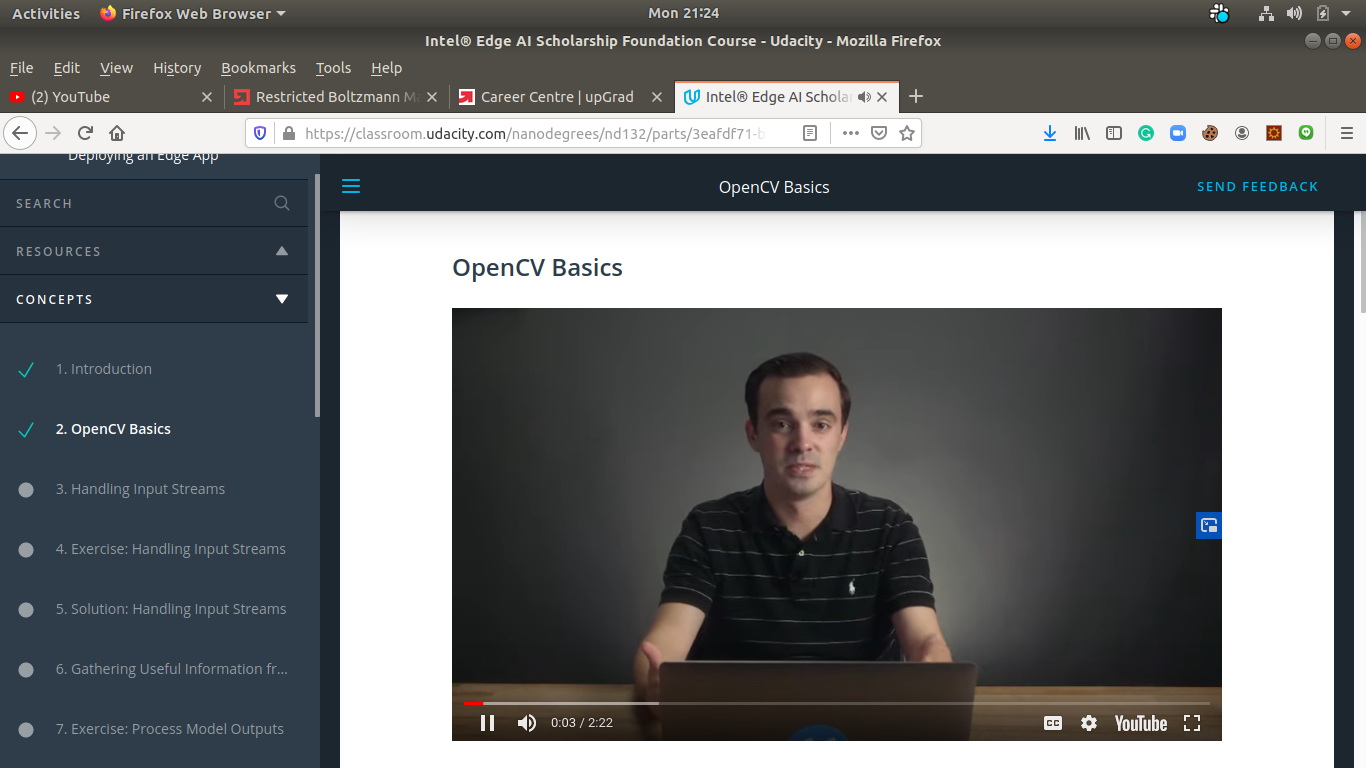 Activities Firefox Web Browser Mon 21:24
Intel® Edge AI Scholarship Foundation Course - Udacity - Mozilla Firefox
File Edit View History Bookmarks Tools Help
(2) YouTube Restricted Boltzmann Ma Career Centre | upGrad Intel® Edge AI Scholar
https://classroom.udacity.com/nanodegrees/nd132/parts/3eafdf71-b
Deploying an Edge App
SEARCH
RESOURCES
CONCEPTS
1. Introduction
2. OpenCV Basics
3. Handling Input Streams
4. Exercise: Handling Input Streams
5. Solution: Handling Input Streams
6. Gathering Useful Information fr...
7. Exercise: Process Model Outputs
OpenCV Basics
SEND FEEDBACK
OpenCV Basics
0:03 / 2:22
CC
YouTube